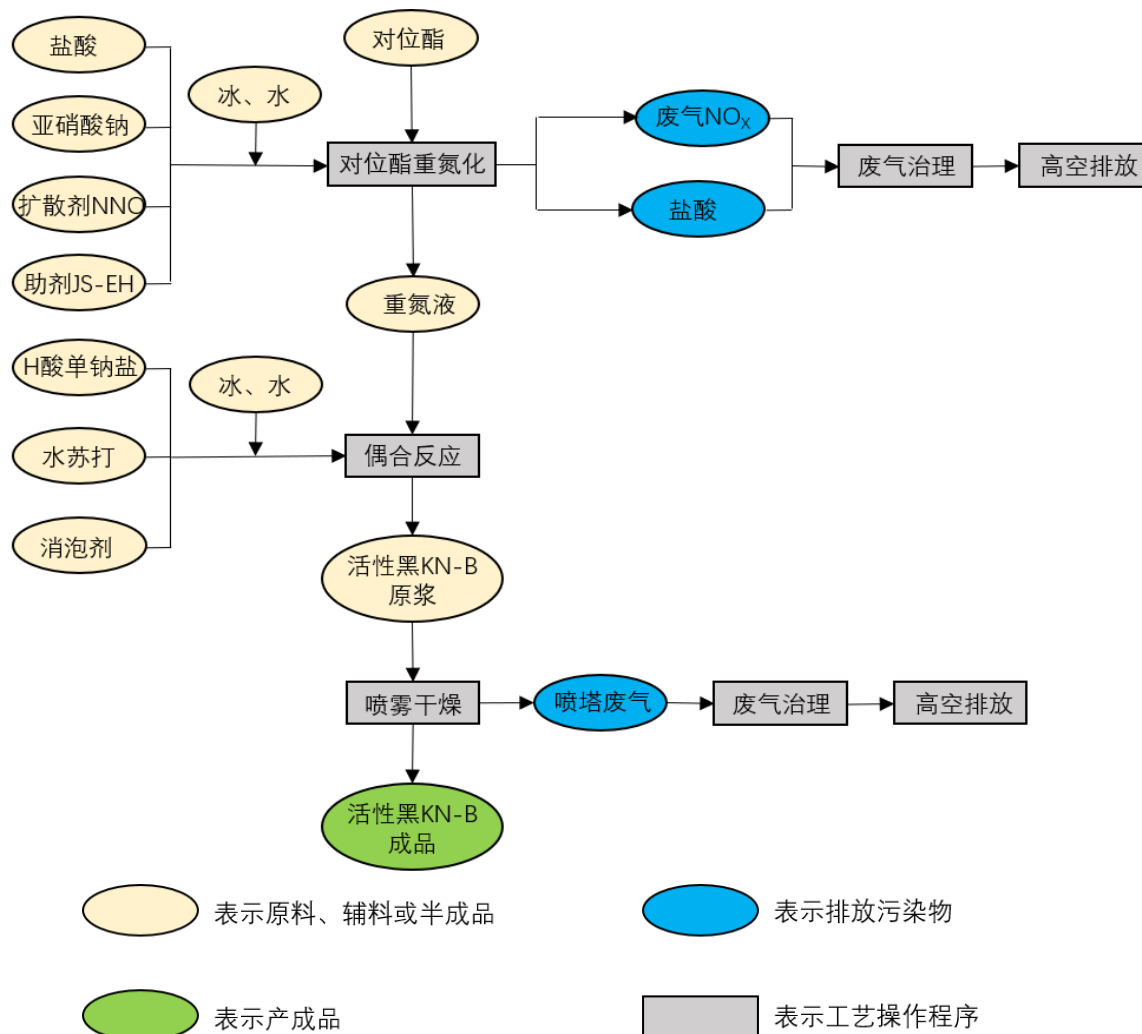 盐酸
对位酯
冰、水
亚硝酸钠
废气NOX
对位酯重氮化
废气治理
高空排放
扩散剂NNO
盐酸
助剂JS-EH
重氮液
H酸单钠盐
冰、水
水苏打
偶合反应
消泡剂
活性黑KN-B
原浆
喷雾干燥
喷塔废气
废气治理
高空排放
活性黑KN-B
成品
表示原料、辅料或半成品
表示排放污染物
表示产成品
表示工艺操作程序